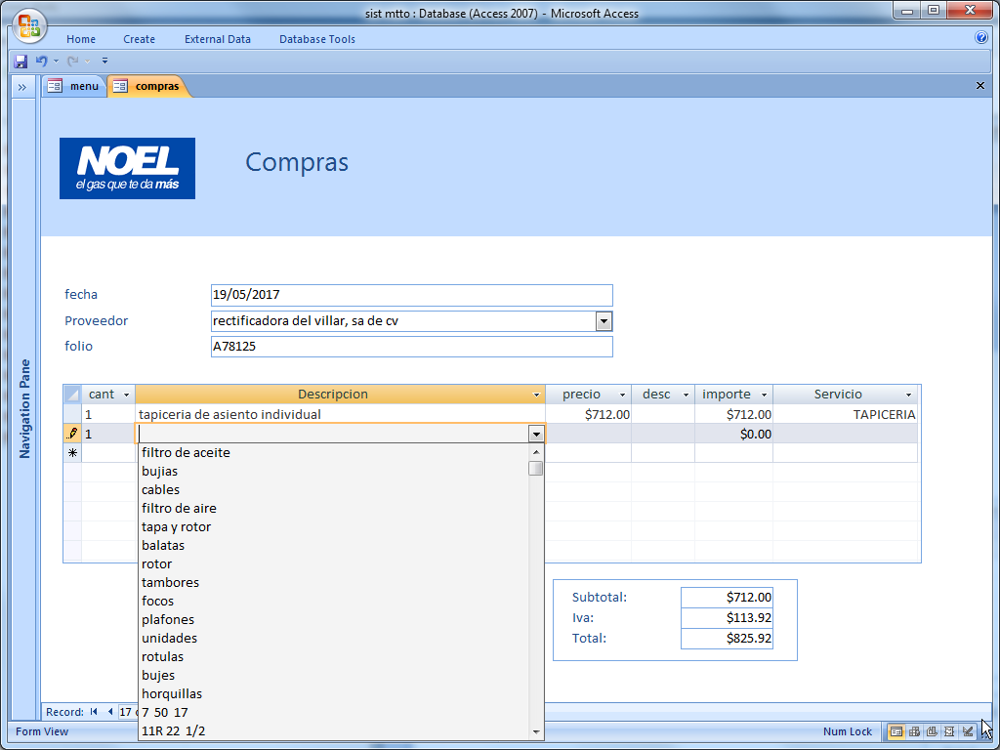 sist mtto : Database (Access 2007) - Microsoft Access
Home Create External Data Database Tools
menu compras
NOEL
el gas que te da más
Compras
fecha 19/05/2017
Proveedor rectificadora del villar, sa de cv
folio A78125
Navigation Pane
cant Descripcion precio desc importe Servicio
1 tapiceria de asiento individual $712.00 $712.00 TAPICERIA
1 $0.00
filtro de aceite
bujias
cables
filtro de aire
tapa y rotor
balatas
rotor
tambores
focos
plafones
unidades
rotulas
bujes
horquillas
7 50 17
11R 22 1/2
Subtotal: $712.00
Iva: $113.92
Total: $825.92
Record: 17
Form View Num Lock